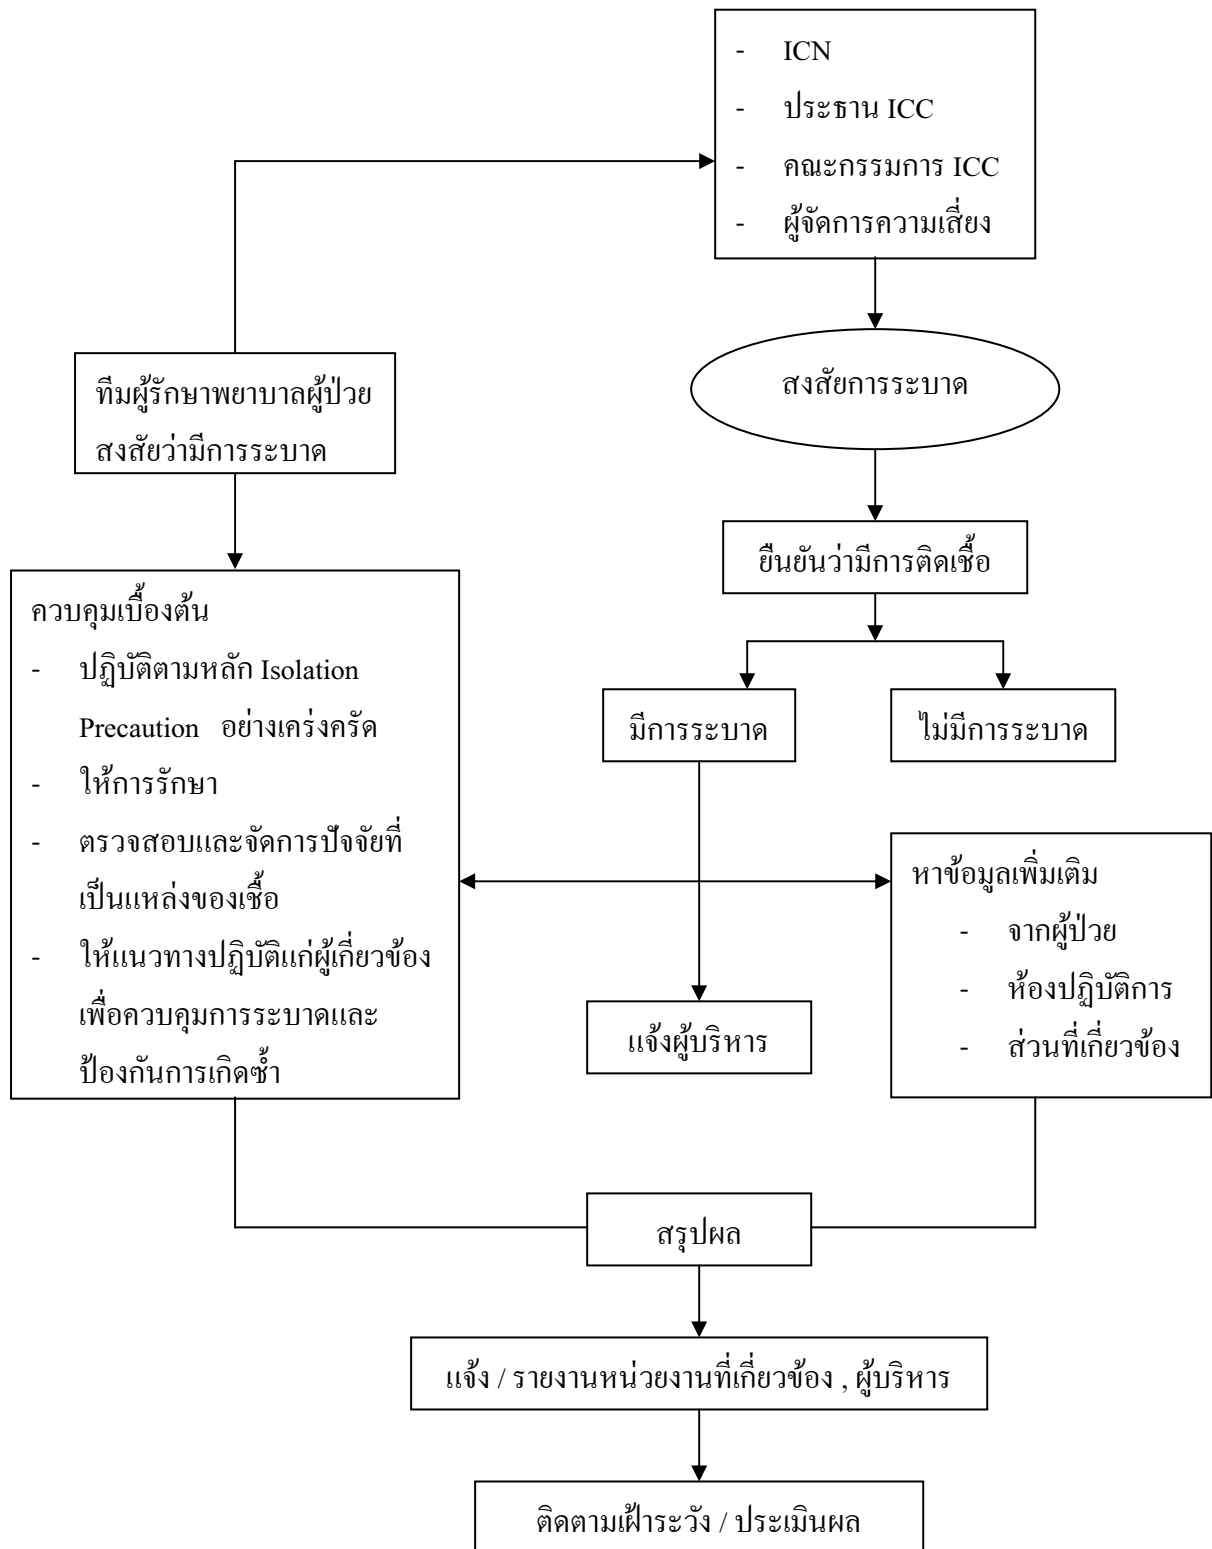 - ICN
- ประธาน ICC
- คณะกรรมการ ICC
- ผู้จัดการความเสี่ยง
ทีมผู้รักษาพยาบาลผู้ป่วย
สงสัยว่ามีการระบาด
สงสัยการระบาด
ยืนยันว่ามีการติดเชื้อ
ควบคุมเบื้องต้น
- ปฏิบัติตามหลัก Isolation
Precaution อย่างเคร่งครัด
- ให้การรักษา
- ตรวจสอบและจัดการปัจจัยที่
เป็นแหล่งของเชื้อ
- ให้แนวทางปฏิบัติแก่ผู้เกี่ยวข้อง
เพื่อควบคุมการระบาดและ
ป้องกันการเกิดซ้ำ
มีการระบาด
ไม่มีการระบาด
หาข้อมูลเพิ่มเติม
- จากผู้ป่วย
- ห้องปฏิบัติการ
- ส่วนที่เกี่ยวข้อง
แจ้งผู้บริหาร
สรุปผล
แจ้ง / รายงานหน่วยงานที่เกี่ยวข้อง , ผู้บริหาร
ติดตามเฝ้าระวัง / ประเมินผล